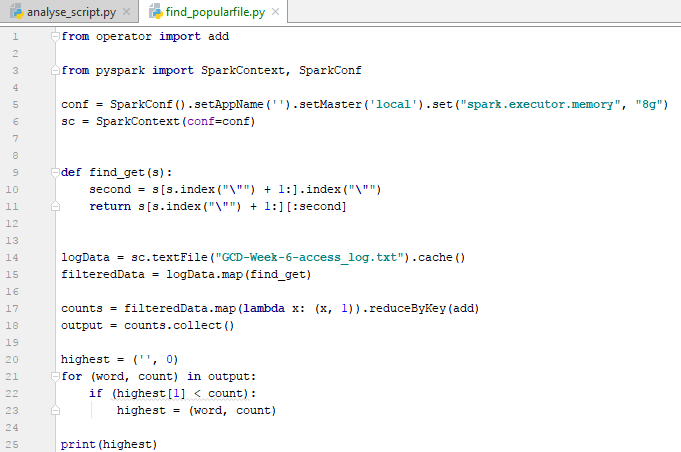 analyse_script.py find_popularfile.py
1 from operator import add
2
3 from pyspark import SparkContext, SparkConf
4
5 conf = SparkConf().setAppName('').setMaster('local').set("spark.executor.memory", "8g")
6 sc = SparkContext(conf=conf)
7
8
9 def find_get(s):
10     second = s[s.index("\"") + 1:].index("\"")
11     return s[s.index("\"") + 1:][:second]
12
13
14 logData = sc.textFile("GCD-Week-6-access_log.txt").cache()
15 filteredData = logData.map(find_get)
16
17 counts = filteredData.map(lambda x: (x, 1)).reduceByKey(add)
18 output = counts.collect()
19
20 highest = ('', 0)
21 for (word, count) in output:
22     if (highest[1] < count):
23         highest = (word, count)
24
25 print(highest)